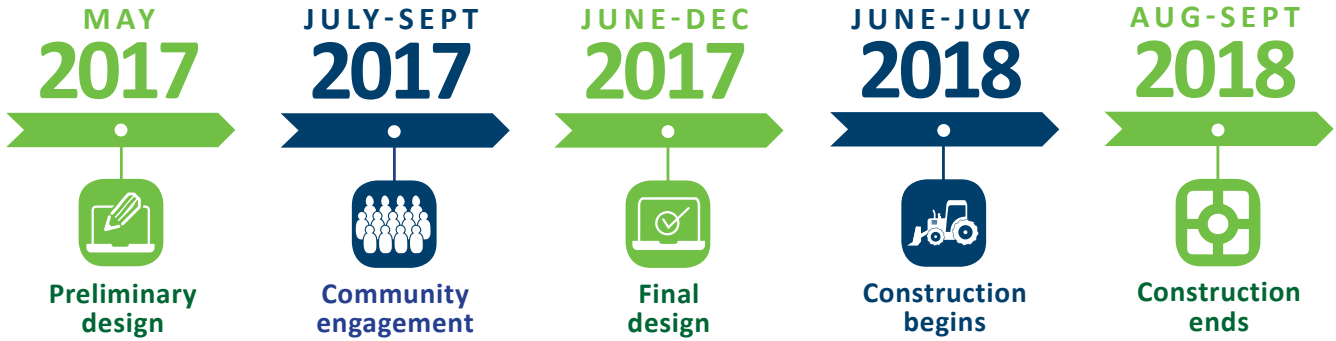 MAY
2017
Preliminary
design
JULY-SEPT
2017
Community
engagement
JUNE-DEC
2017
Final
design
JUNE-JULY
2018
Construction
begins
AUG-SEPT
2018
Construction
ends